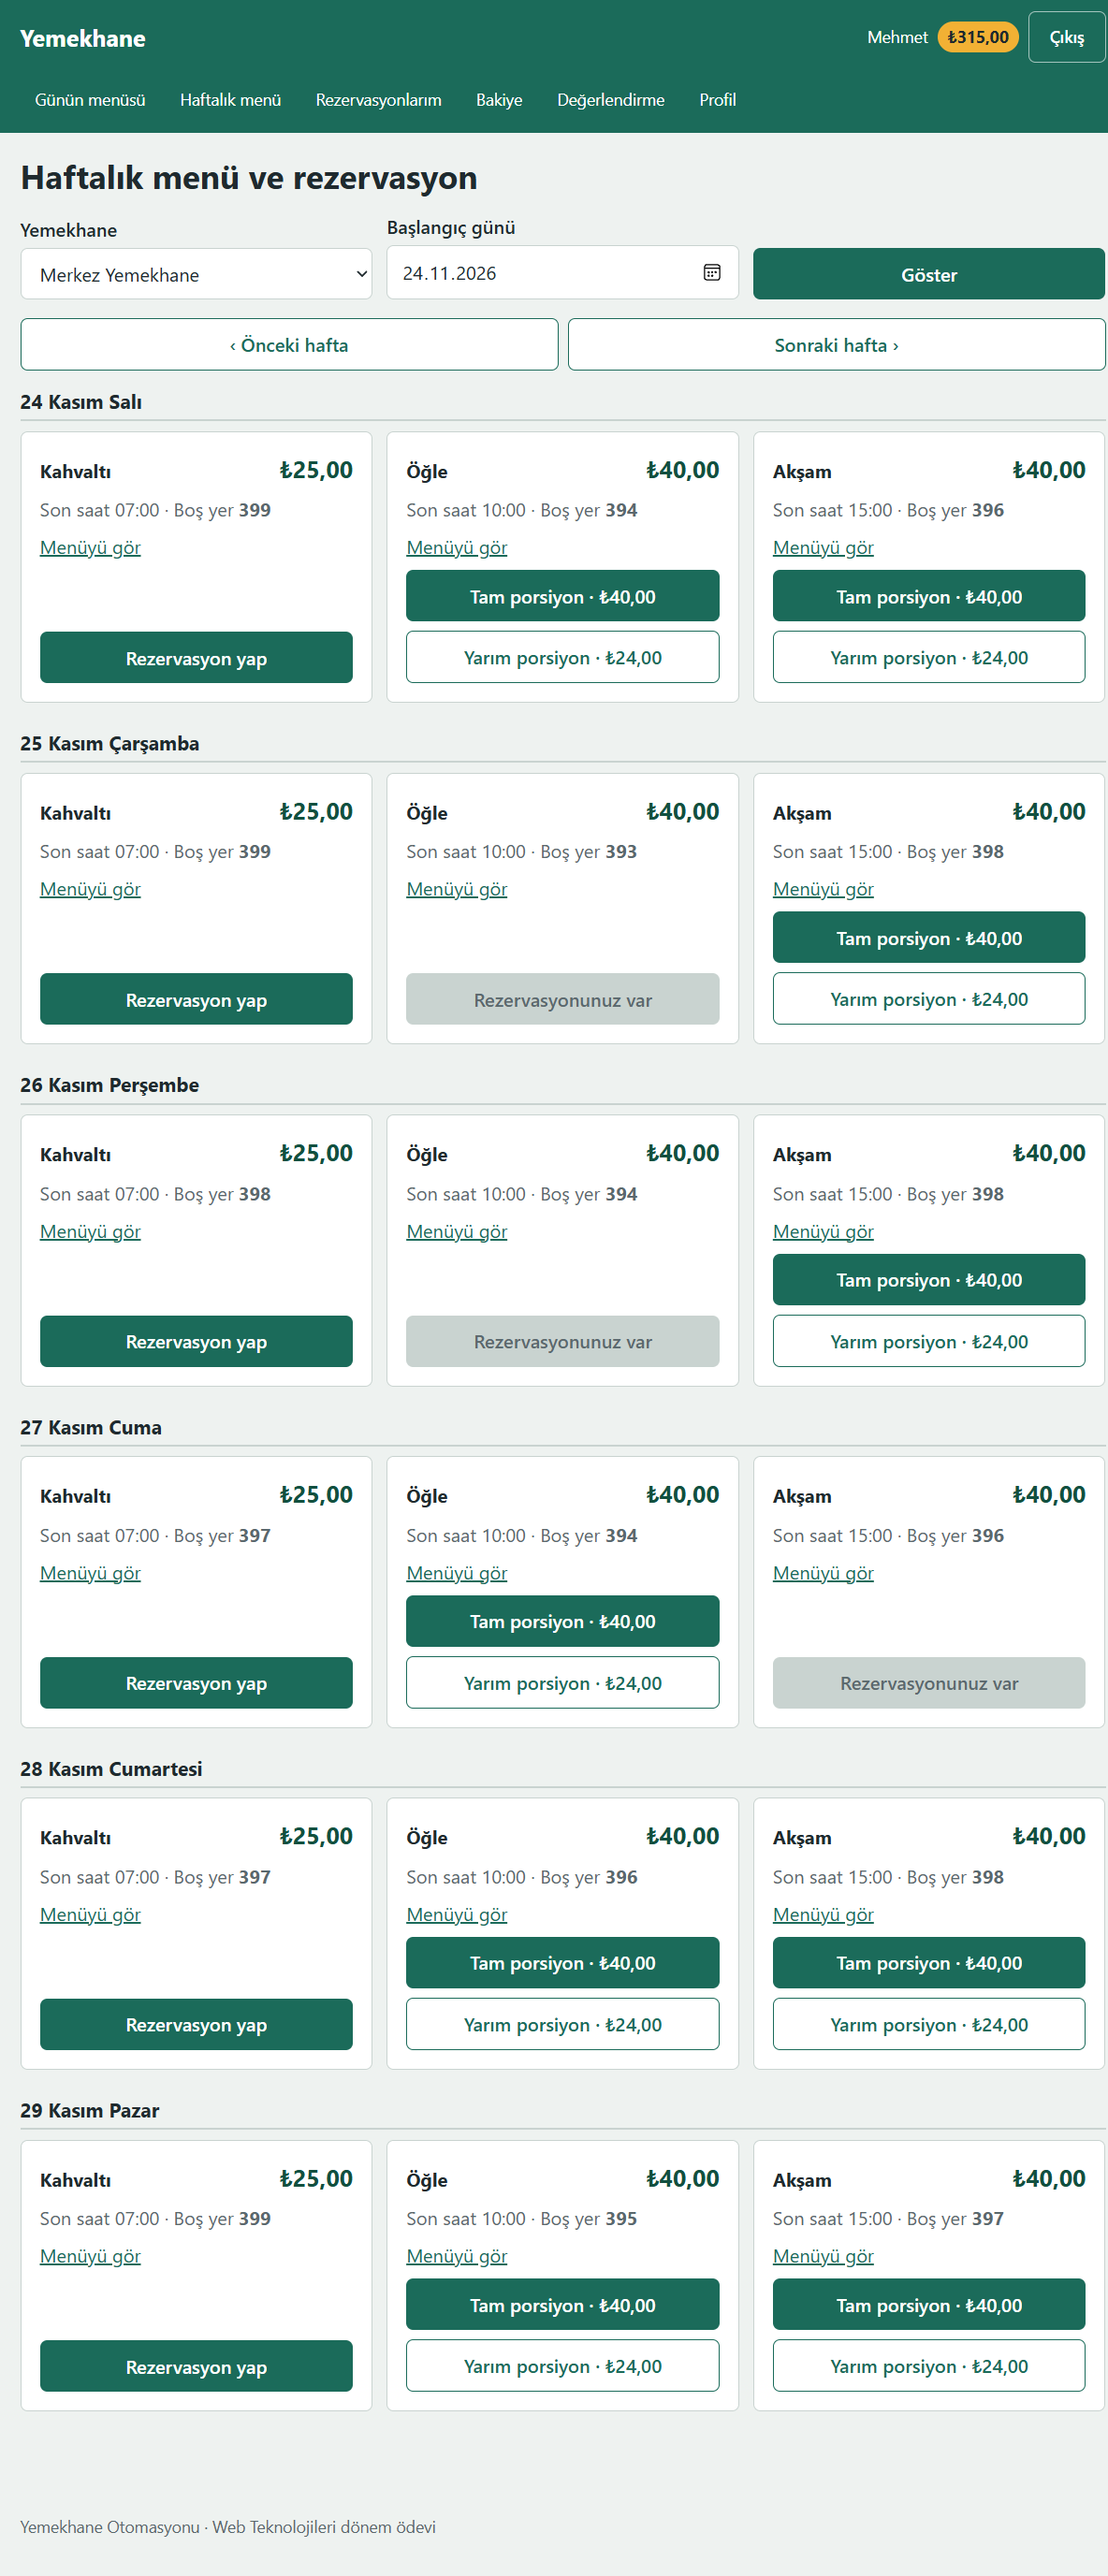 Yemekhane
Mehmet ₺315,00 Çıkış
Günün menüsü Haftalık menü Rezervasyonlarım Bakiye Değerlendirme Profil
Haftalık menü ve rezervasyon
Yemekhane Başlangıç günü
Merkez Yemekhane 24.11.2026 Göster
‹ Önceki hafta Sonraki hafta ›
24 Kasım Salı
Kahvaltı ₺25,00
Son saat 07:00 · Boş yer 399
Menüyü gör
Rezervasyon yap
Öğle ₺40,00
Son saat 10:00 · Boş yer 394
Menüyü gör
Tam porsiyon · ₺40,00
Yarım porsiyon · ₺24,00
Akşam ₺40,00
Son saat 15:00 · Boş yer 396
Menüyü gör
Tam porsiyon · ₺40,00
Yarım porsiyon · ₺24,00
25 Kasım Çarşamba
Kahvaltı ₺25,00
Son saat 07:00 · Boş yer 399
Menüyü gör
Rezervasyon yap
Öğle ₺40,00
Son saat 10:00 · Boş yer 393
Menüyü gör
Rezervasyonunuz var
Akşam ₺40,00
Son saat 15:00 · Boş yer 398
Menüyü gör
Tam porsiyon · ₺40,00
Yarım porsiyon · ₺24,00
26 Kasım Perşembe
Kahvaltı ₺25,00
Son saat 07:00 · Boş yer 398
Menüyü gör
Rezervasyon yap
Öğle ₺40,00
Son saat 10:00 · Boş yer 394
Menüyü gör
Rezervasyonunuz var
Akşam ₺40,00
Son saat 15:00 · Boş yer 398
Menüyü gör
Tam porsiyon · ₺40,00
Yarım porsiyon · ₺24,00
27 Kasım Cuma
Kahvaltı ₺25,00
Son saat 07:00 · Boş yer 397
Menüyü gör
Rezervasyon yap
Öğle ₺40,00
Son saat 10:00 · Boş yer 394
Menüyü gör
Tam porsiyon · ₺40,00
Yarım porsiyon · ₺24,00
Akşam ₺40,00
Son saat 15:00 · Boş yer 396
Menüyü gör
Rezervasyonunuz var
28 Kasım Cumartesi
Kahvaltı ₺25,00
Son saat 07:00 · Boş yer 397
Menüyü gör
Rezervasyon yap
Öğle ₺40,00
Son saat 10:00 · Boş yer 396
Menüyü gör
Tam porsiyon · ₺40,00
Yarım porsiyon · ₺24,00
Akşam ₺40,00
Son saat 15:00 · Boş yer 398
Menüyü gör
Tam porsiyon · ₺40,00
Yarım porsiyon · ₺24,00
29 Kasım Pazar
Kahvaltı ₺25,00
Son saat 07:00 · Boş yer 399
Menüyü gör
Rezervasyon yap
Öğle ₺40,00
Son saat 10:00 · Boş yer 395
Menüyü gör
Tam porsiyon · ₺40,00
Yarım porsiyon · ₺24,00
Akşam ₺40,00
Son saat 15:00 · Boş yer 397
Menüyü gör
Tam porsiyon · ₺40,00
Yarım porsiyon · ₺24,00
Yemekhane Otomasyonu · Web Teknolojileri dönem ödevi